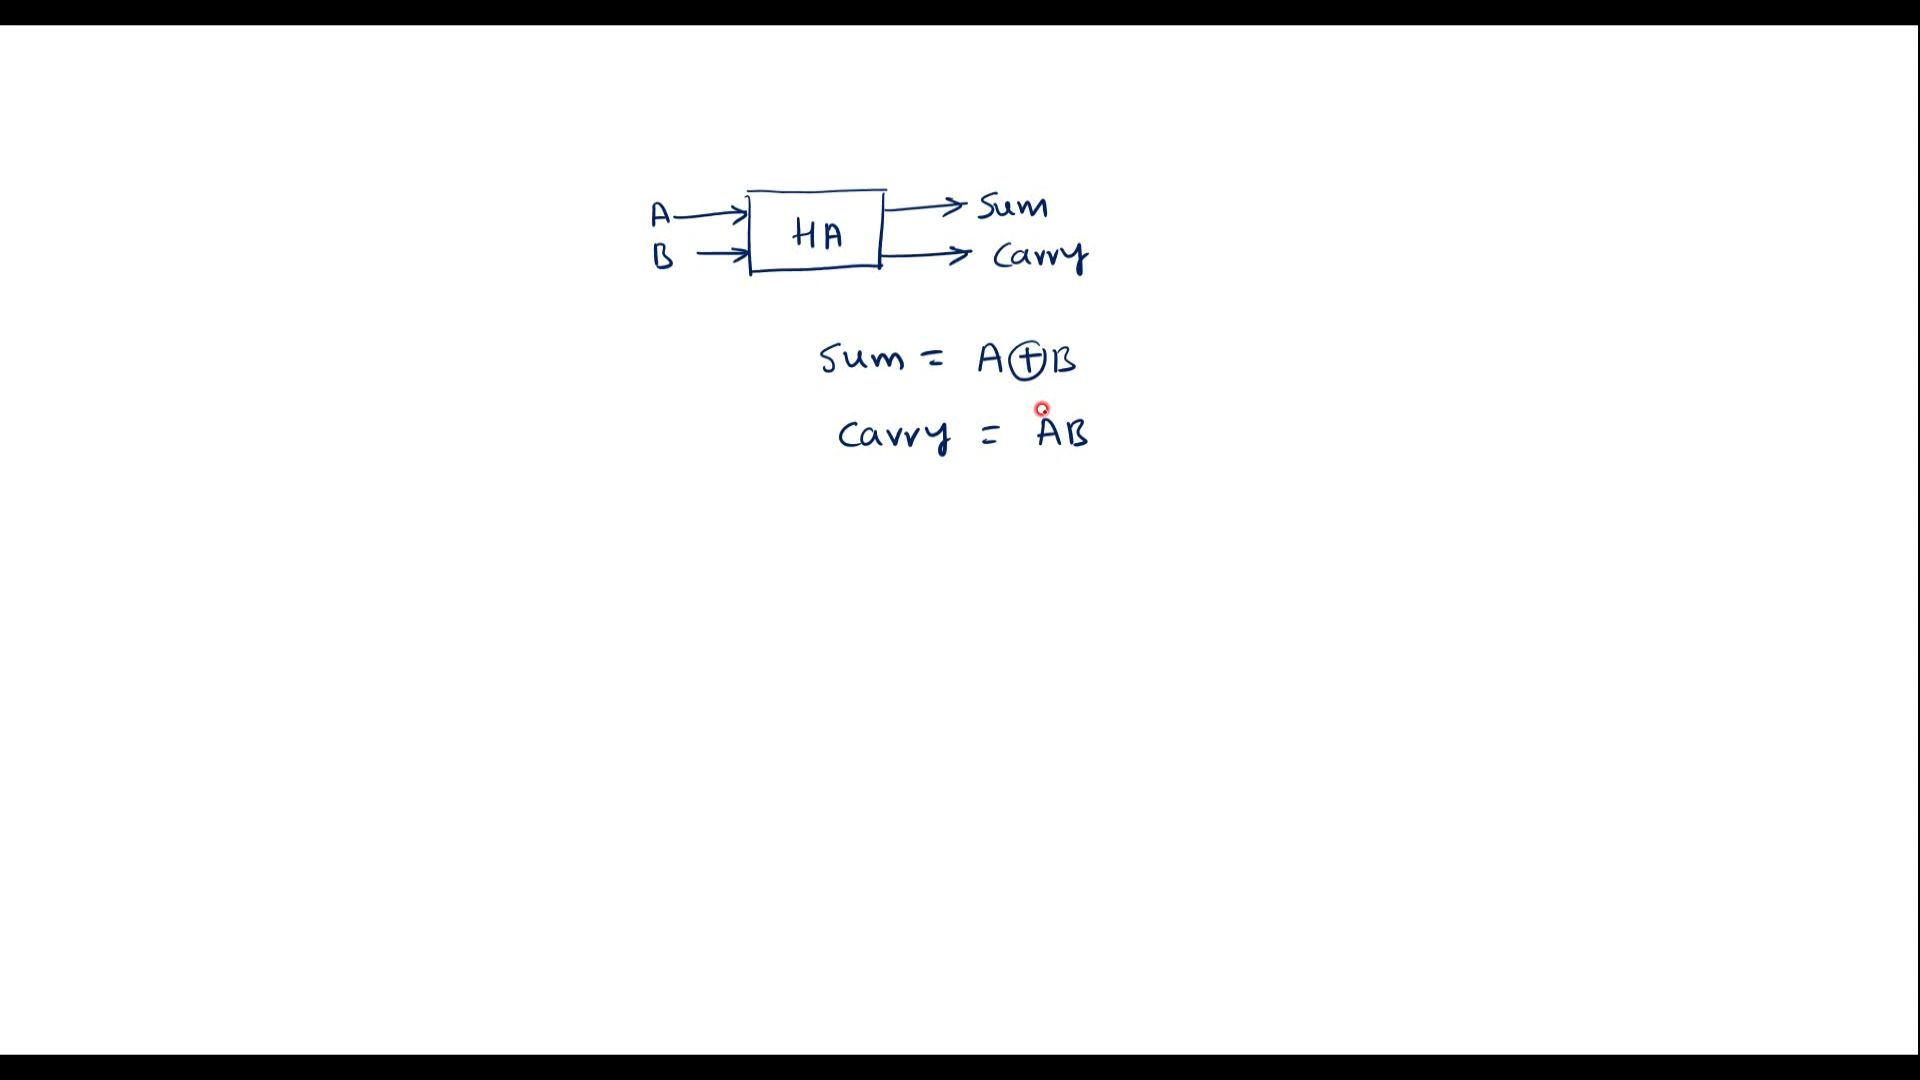 A HA Sum
B Carry
Sum = A⊕B
Carry = AB